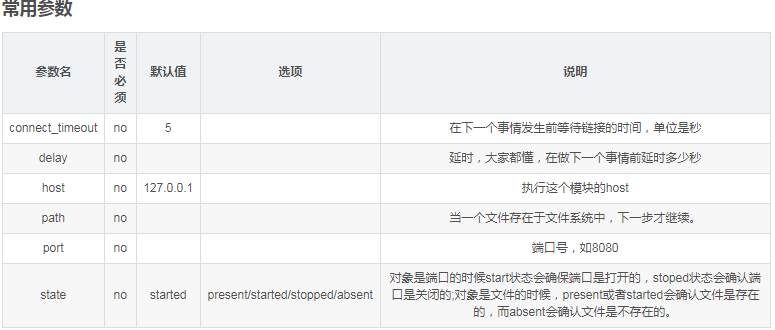 常用参数
参数名 是否必须 默认值 选项 说明
connect_timeout no 5 在下一个事情发生前等待链接的时间，单位是秒
delay no 延时，大家都懂，在做下一个事情前延时多少秒
host no 127.0.0.1 执行这个模块的host
path no 当一个文件存在于文件系统中，下一步才继续。
port no 端口号，如8080
state no started present/started/stopped/absent 对象是端口的时候start状态会确保端口是打开的，stoped状态会确认端
口是关闭的;对象是文件的时候，present或者started会确认文件是存在
的，而absent会确认文件是不存在的。